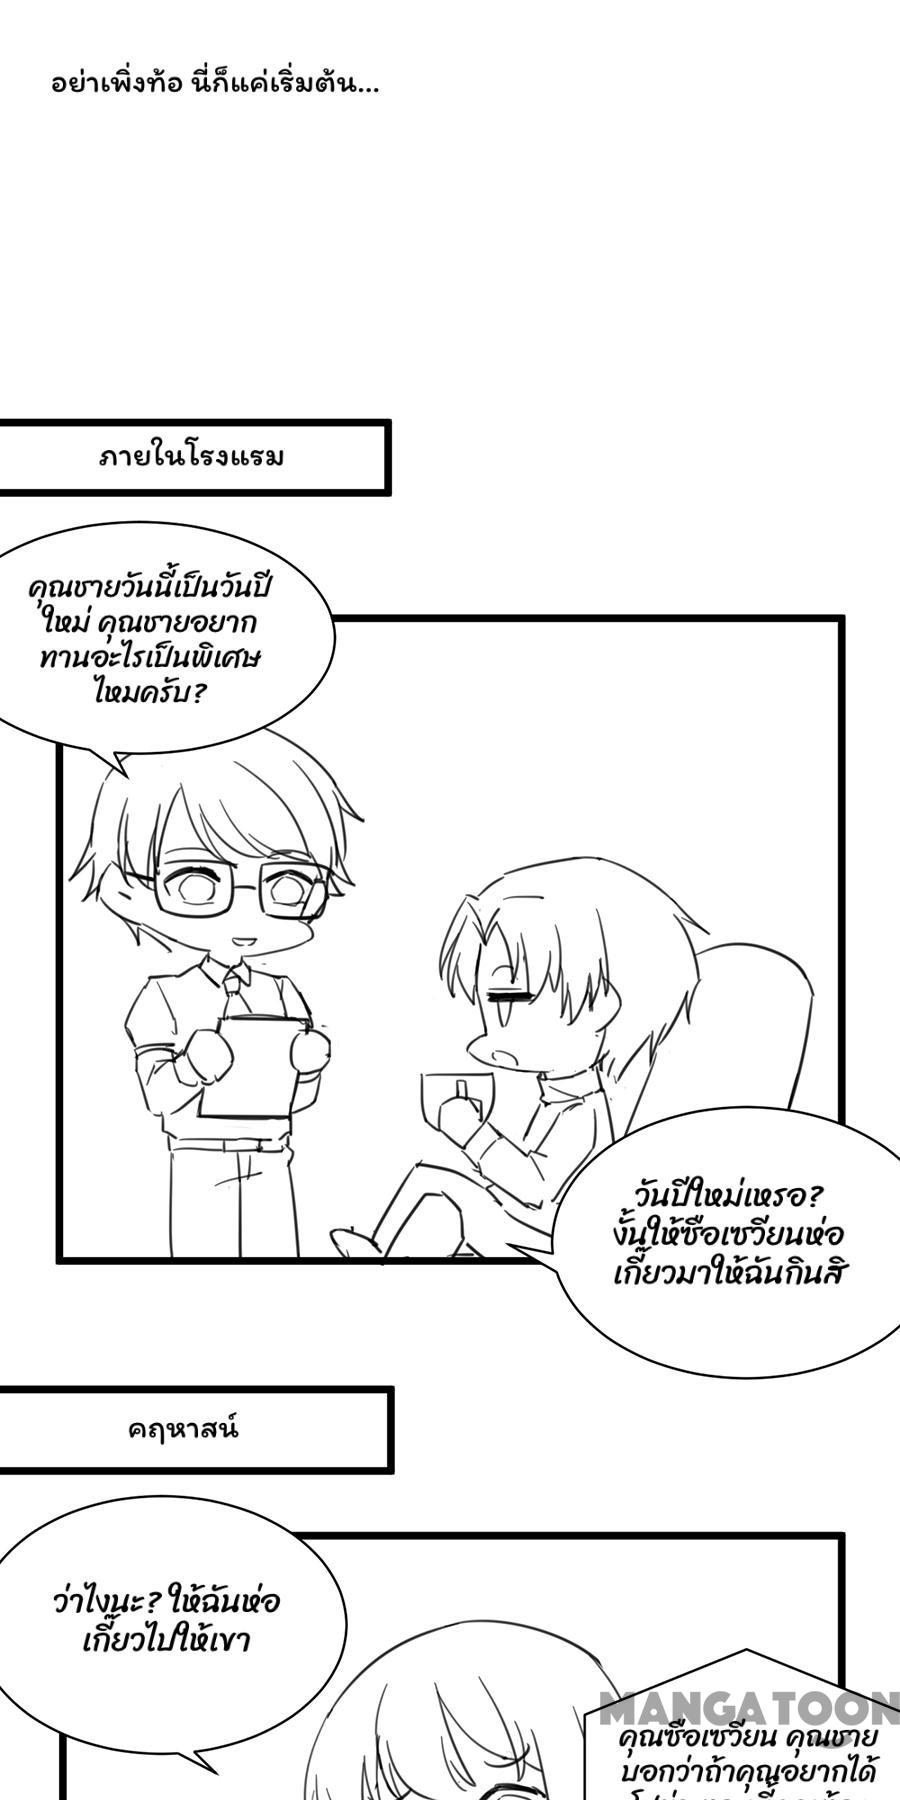 อย่าเพิ่งท้อ นี่ก็แค่เริ่มต้น...
ภายในโรงแรม
คุณชายวันนี้เป็นวันปี
ใหม่ คุณชายอยาก
ทานอะไรเป็นพิเศษ
ไหมครับ?
วันปีใหม่เหรอ?
งั้นให้ซือเซวียนห่อ
เกี๊ยวมาให้ฉันกินสิ
คฤหาสน์
ว่าไงนะ? ให้ฉันห่อ
เกี๊ยวไปให้เขา
MANGATOON
คุณซือเซวียน คุณชาย
บอกว่าถ้าคุณอยากได้